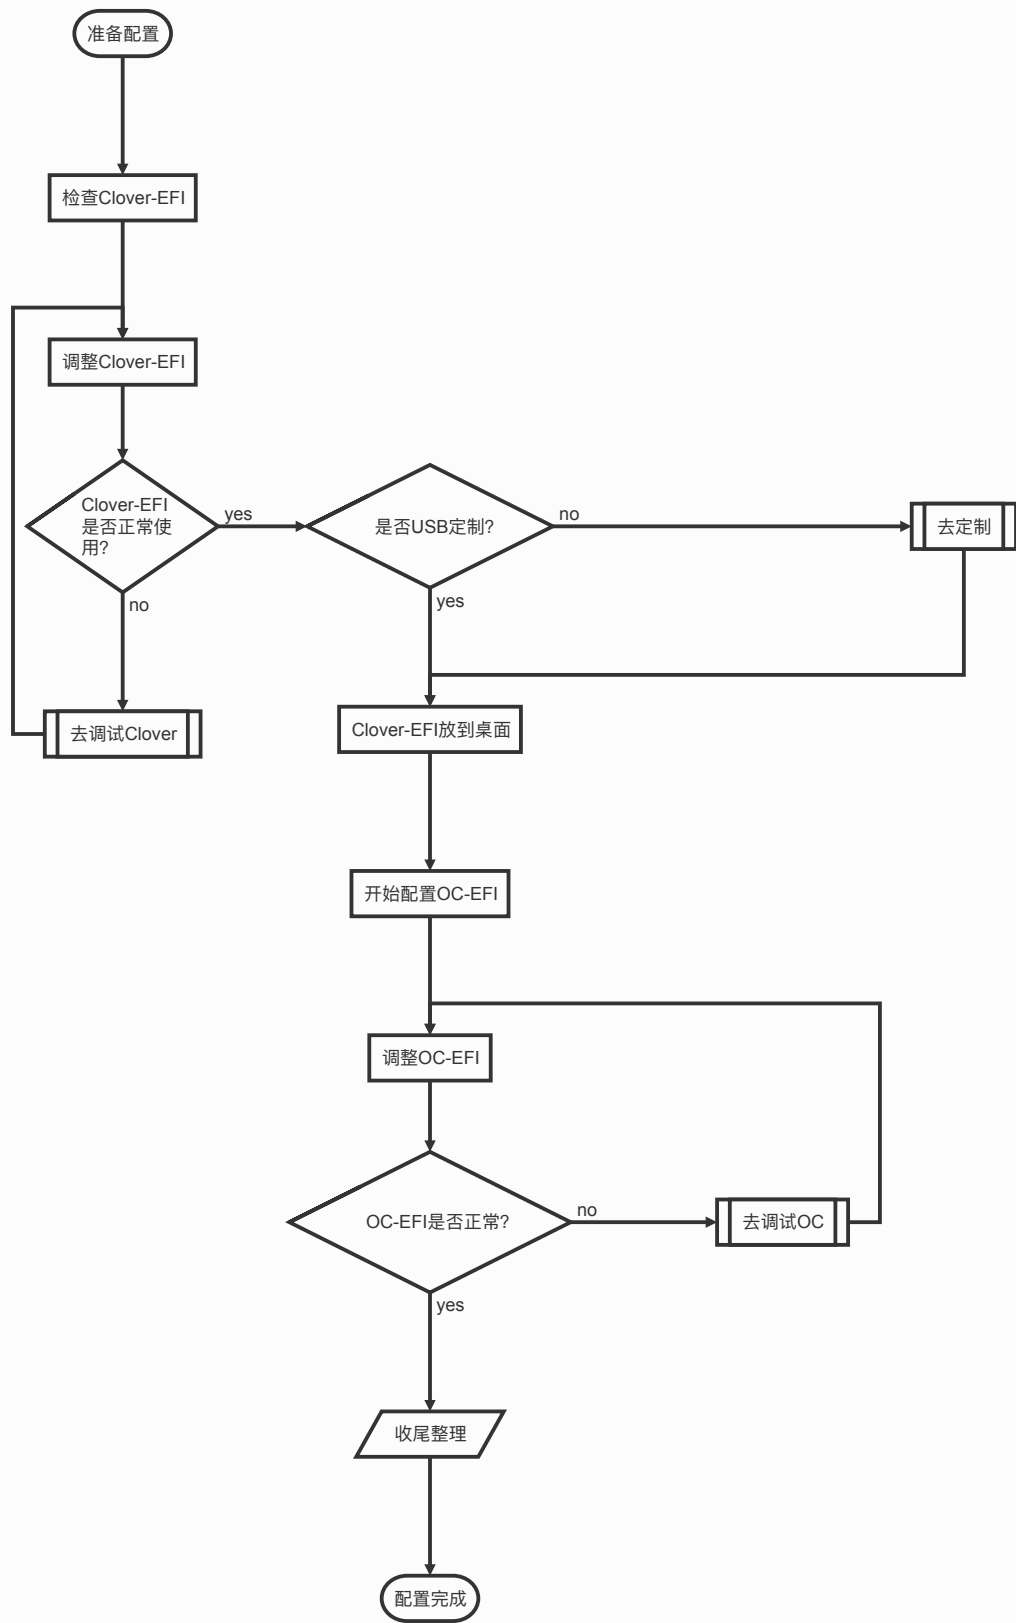 准备配置
检查Clover-EFI
调整Clover-EFI
Clover-EFI
是否正常使
用?
yes
是否USB定制?
no
去定制
no
yes
去调试Clover
Clover-EFI放到桌面
开始配置OC-EFI
调整OC-EFI
OC-EFI是否正常?
no
去调试OC
yes
收尾整理
配置完成